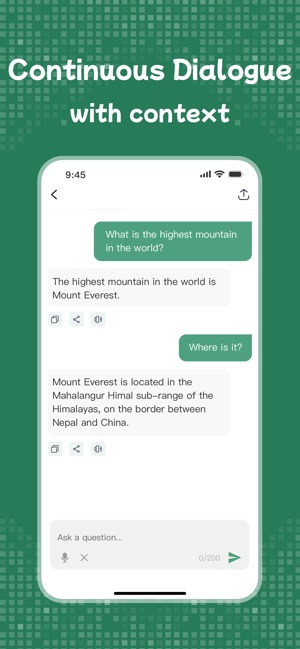 Continuous Dialogue
with context
9:45
What is the highest mountain
in the world?
The highest mountain in the world is
Mount Everest.
Where is it?
Mount Everest is located in the
Mahalangur Himal sub-range of the
Himalayas, on the border between
Nepal and China.
Ask a question...
0/200